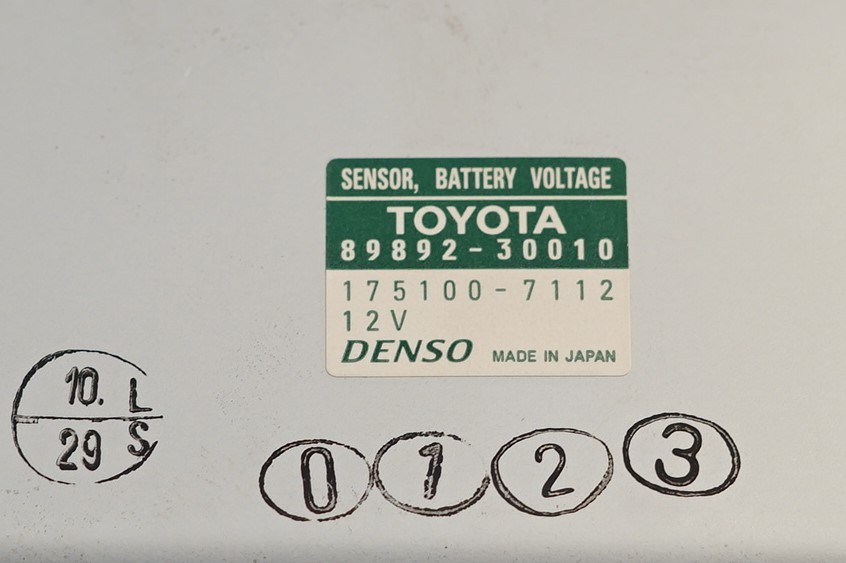 SENSOR, BATTERY VOLTAGE
TOYOTA
89892-30010
175100-7112
12V
DENSO MADE IN JAPAN
10. L
29 S
0 1 2 3